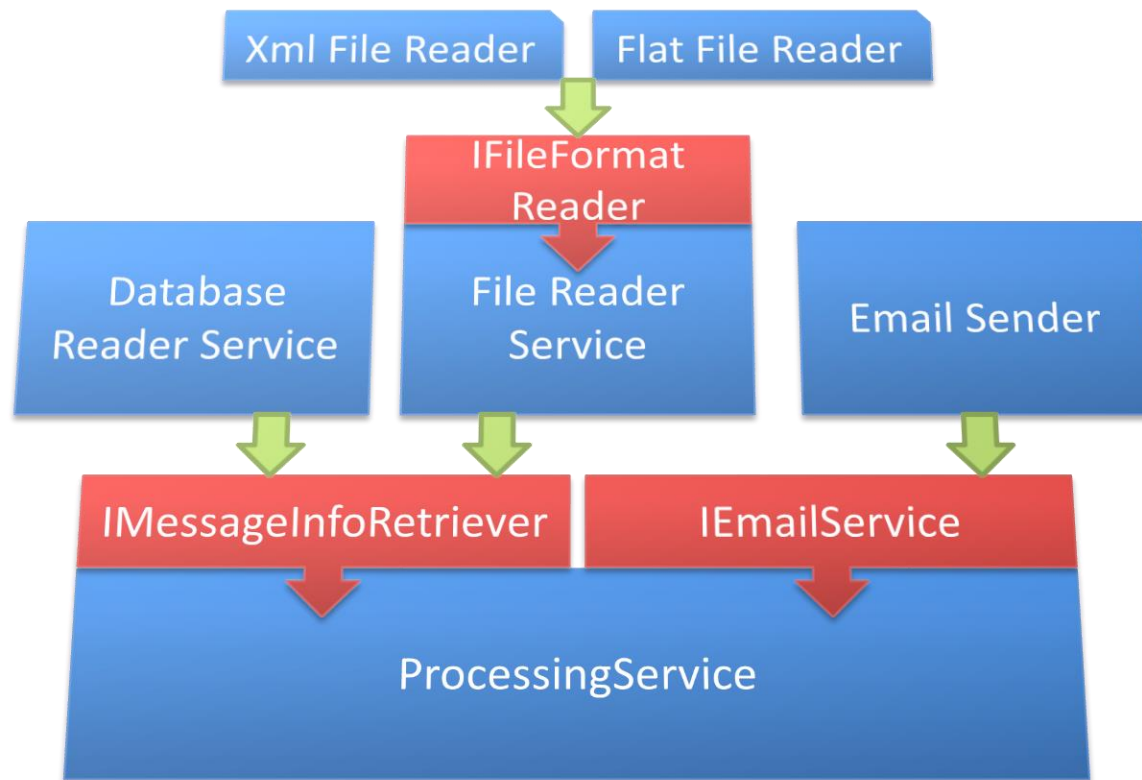 Xml File Reader
Flat File Reader
IFileFormat
Reader
Database
Reader Service
File Reader
Service
Email Sender
IMessageInfoRetriever
IEmailService
ProcessingService